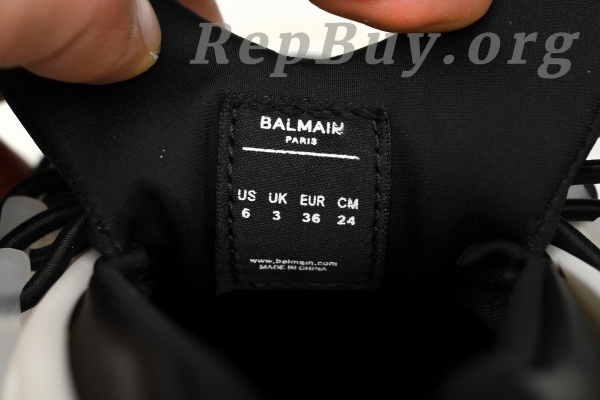 RepBuy.org
BALMAIN
PARIS
US UK EUR CM
6 3 36 24
www.balmain.com
MADE IN CHINA